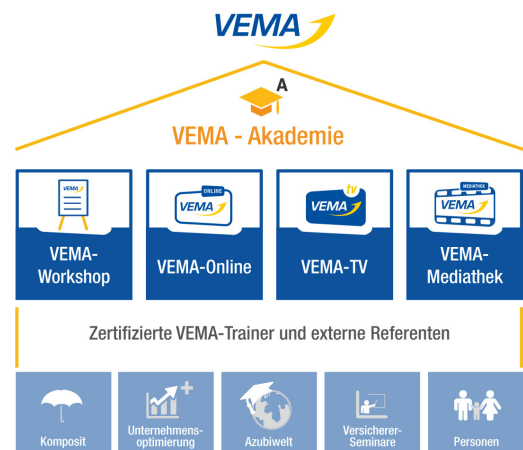 VEMA
A
VEMA - Akademie
VEMA
ONLINE
VEMA
tv
VEMA
MEDIATHEK
VEMA
VEMA-
Workshop
VEMA-Online
VEMA-TV
VEMA-
Mediathek
Zertifizierte VEMA-Trainer und externe Referenten
Komposit
Unternehmens-
optimierung
Azubiwelt
Versicherer-
Seminare
Personen